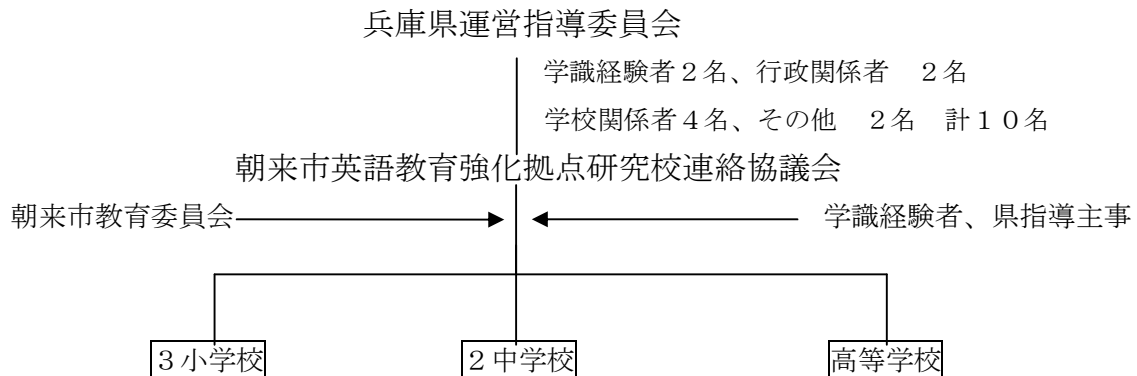 兵庫県運営指導委員会
学識経験者２名、行政関係者　２名
学校関係者４名、その他　２名　計１０名
朝来市英語教育強化拠点研究校連絡協議会
朝来市教育委員会
学識経験者、県指導主事
３小学校
２中学校
高等学校